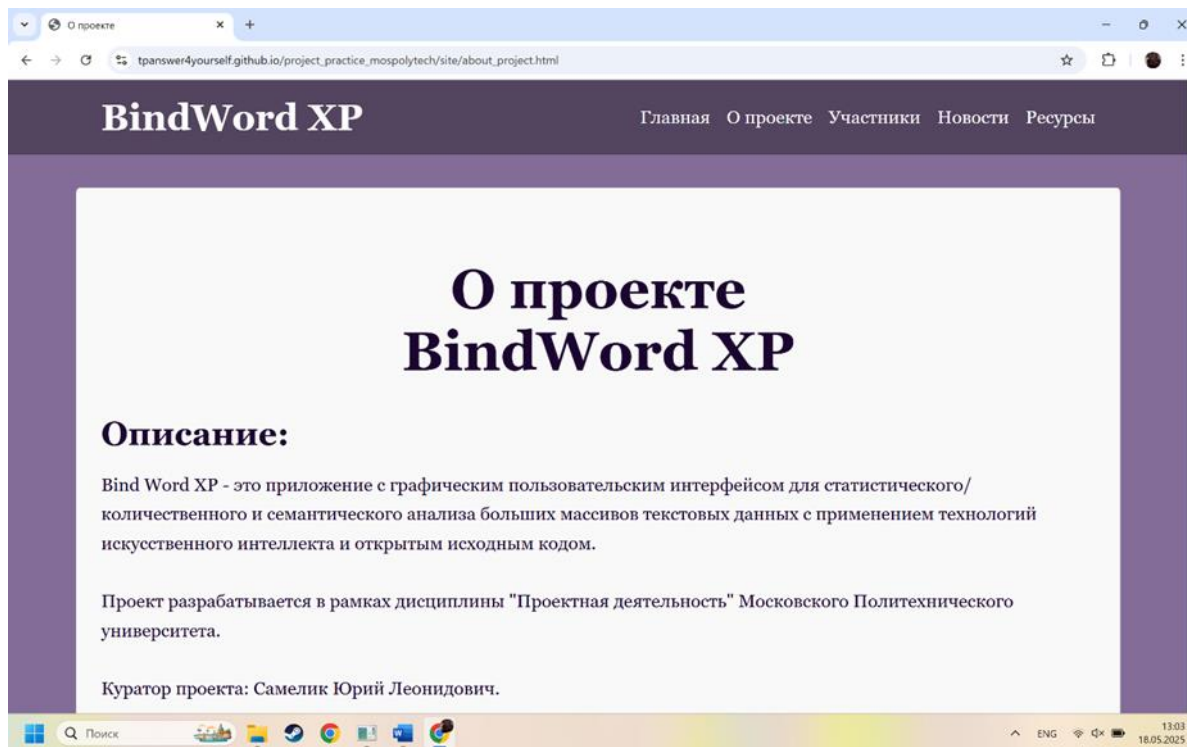 О проекте
tpanswer4yourself.github.io/project_practice_mospolytech/site/about_project.html
BindWord XP
Главная О проекте Участники Новости Ресурсы
О проекте
BindWord XP
Описание:
Bind Word XP - это приложение с графическим пользовательским интерфейсом для статистического/
количественного и семантического анализа больших массивов текстовых данных с применением технологий
искусственного интеллекта и открытым исходным кодом.
Проект разрабатывается в рамках дисциплины "Проектная деятельность" Московского Политехнического
университета.
Куратор проекта: Самелик Юрий Леонидович.
Поиск
ENG
13:03
18.05.2025